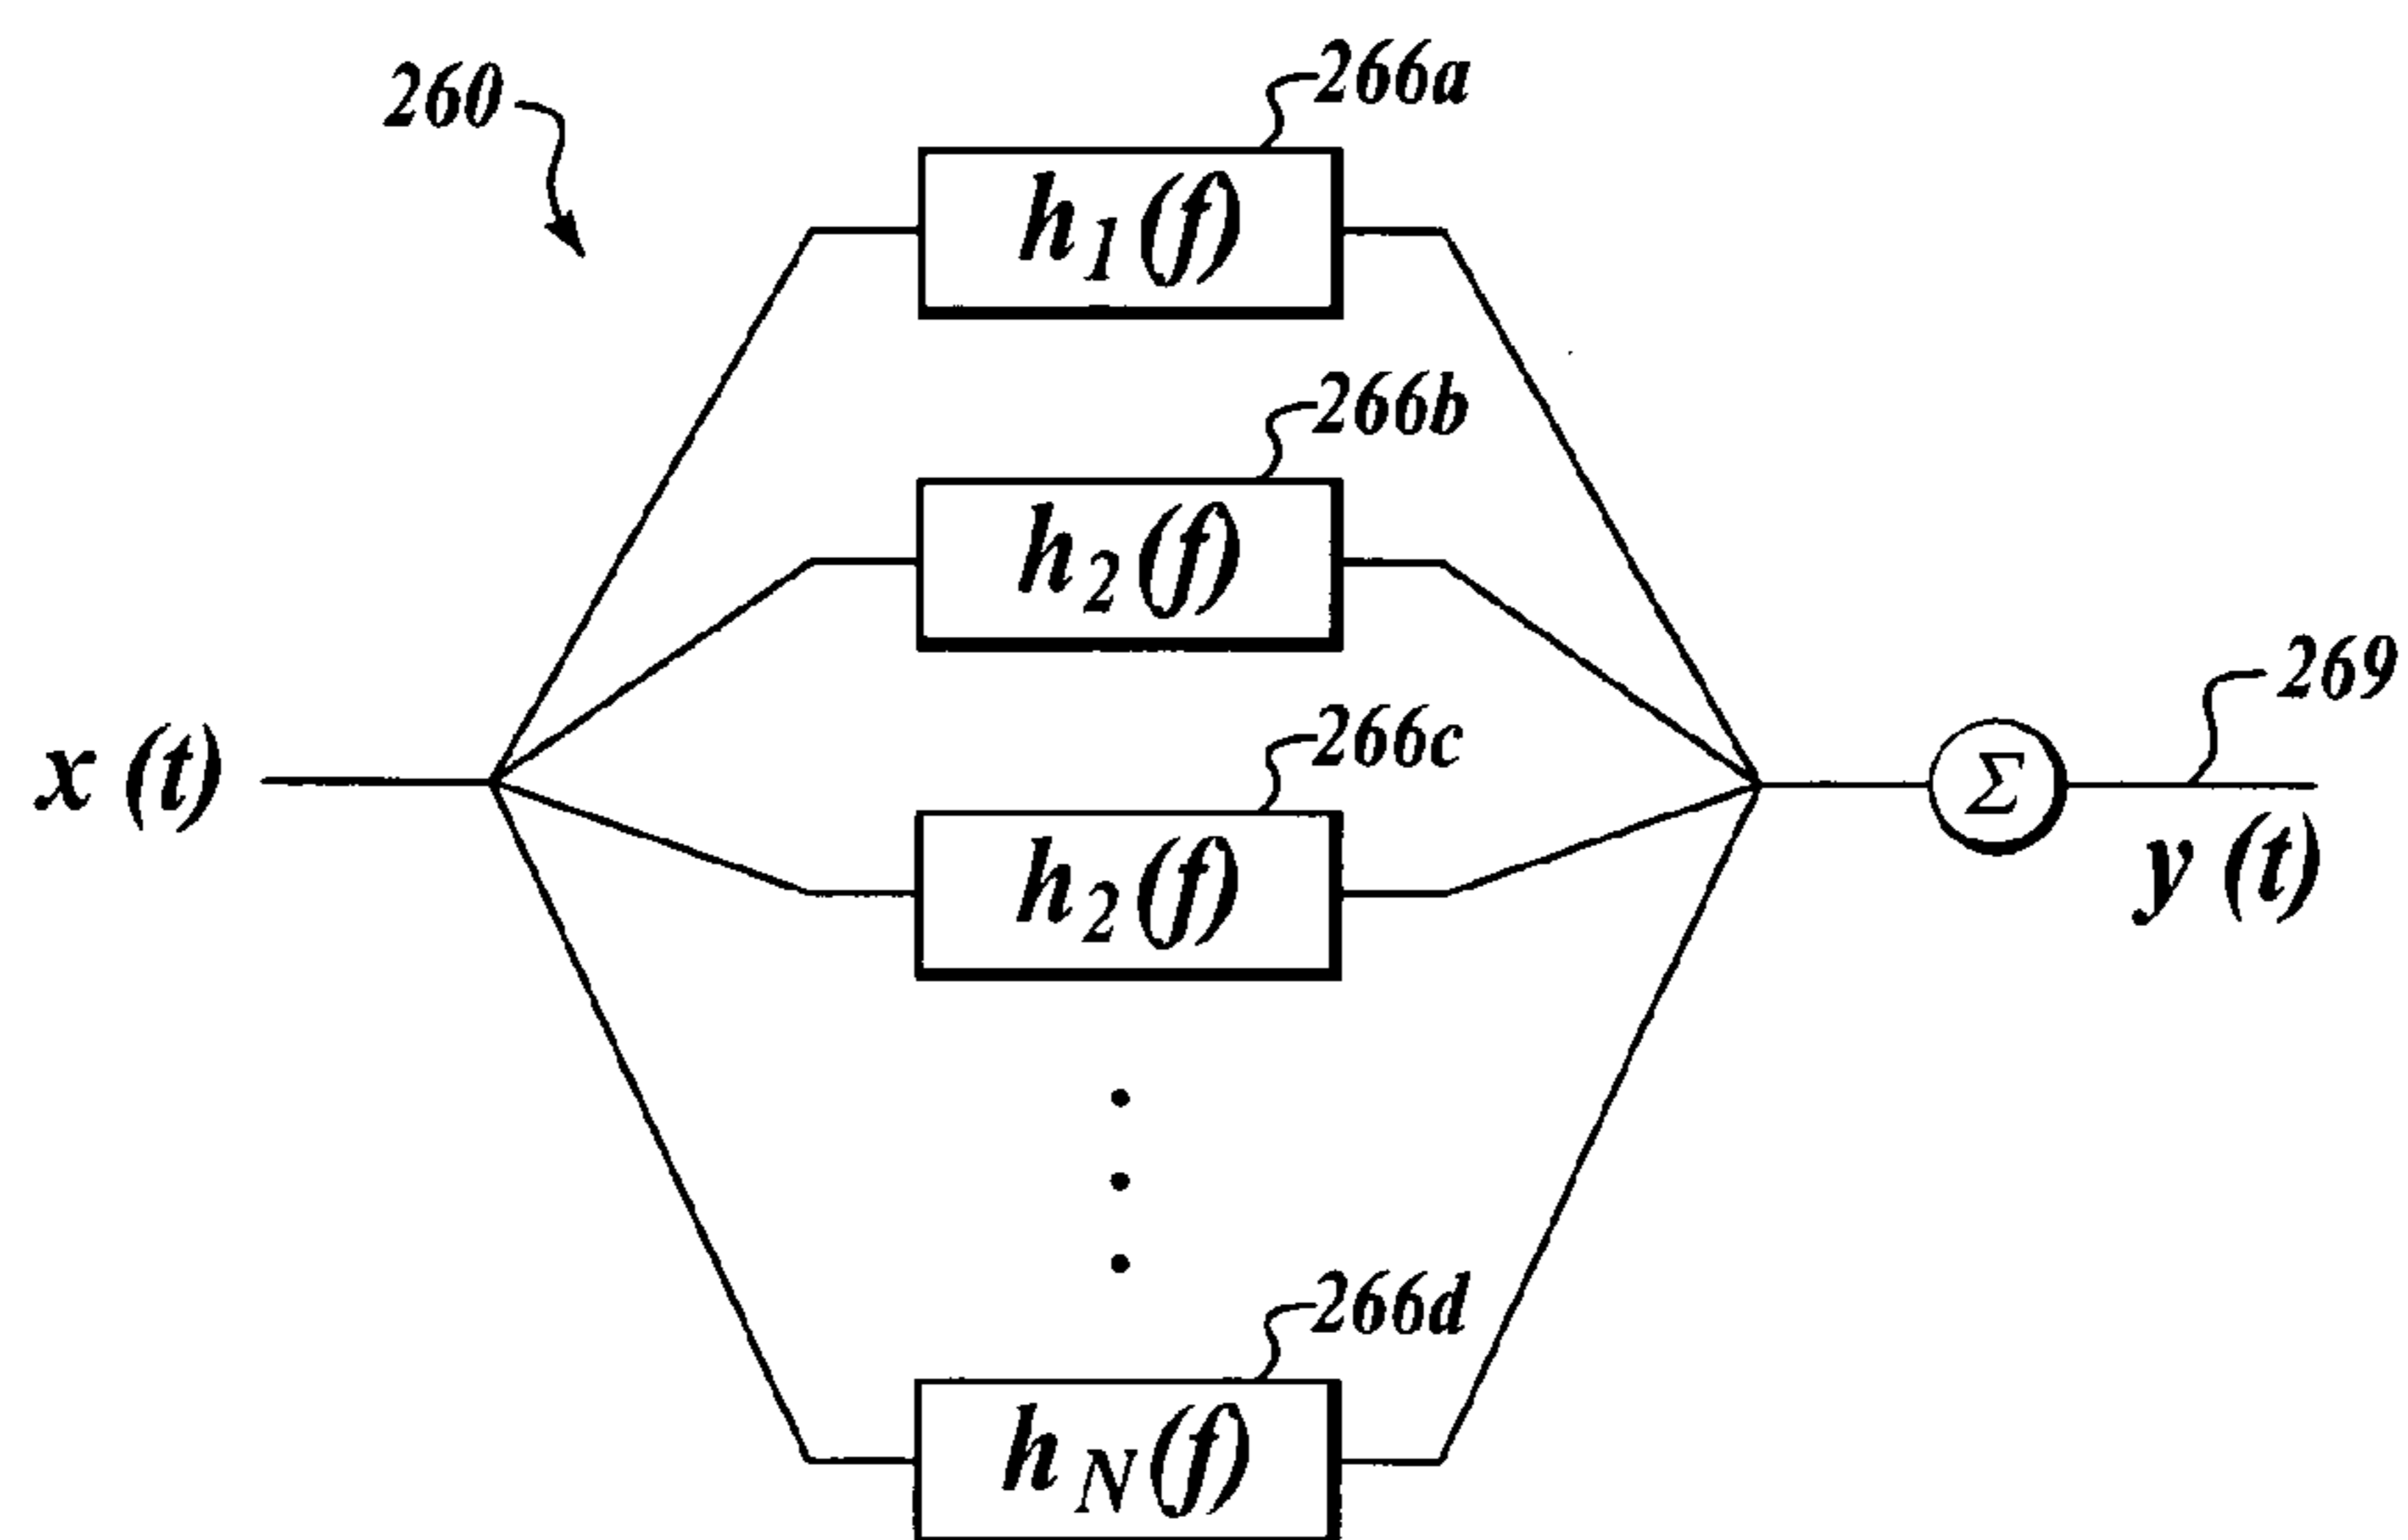 260
266a
h1(f)
266b
h2(f)
269
x (t)
266c
Σ
y (t)
h2(f)
266d
hN(f)